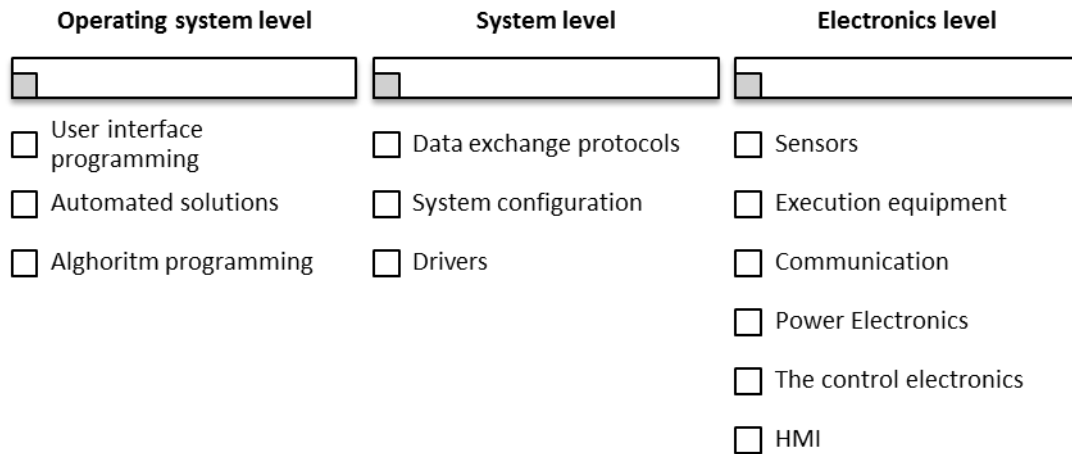 Operating system level
User interface
programming
Automated solutions
Alghoritm programming
System level
Data exchange protocols
System configuration
Drivers
Electronics level
Sensors
Execution equipment
Communication
Power Electronics
The control electronics
HMI